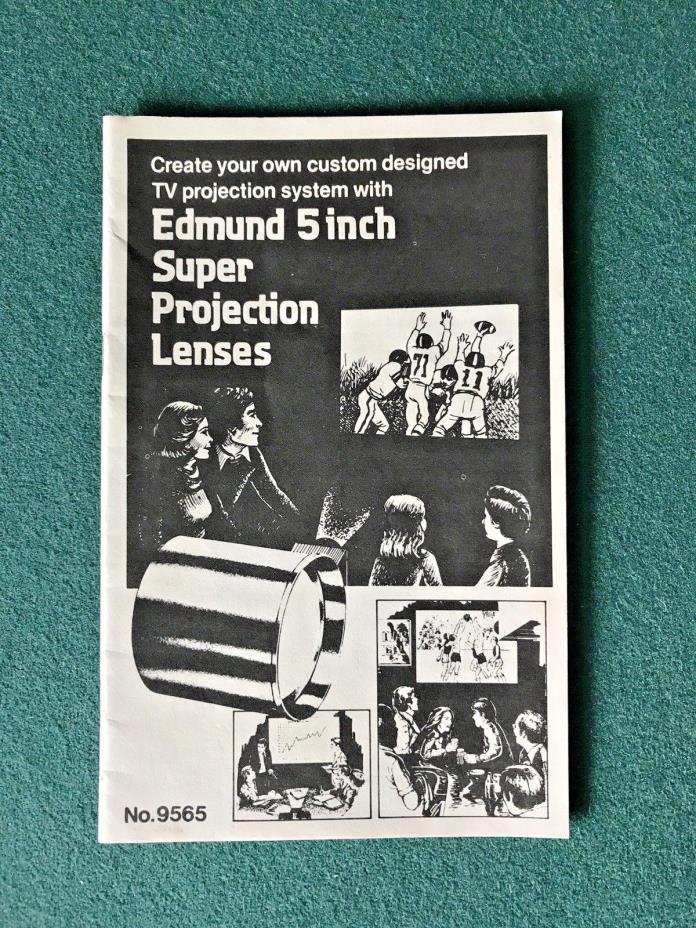 Create your own custom designed
TV projection system with
Edmund 5 inch
Super
Projection
Lenses
71
11
No.9565